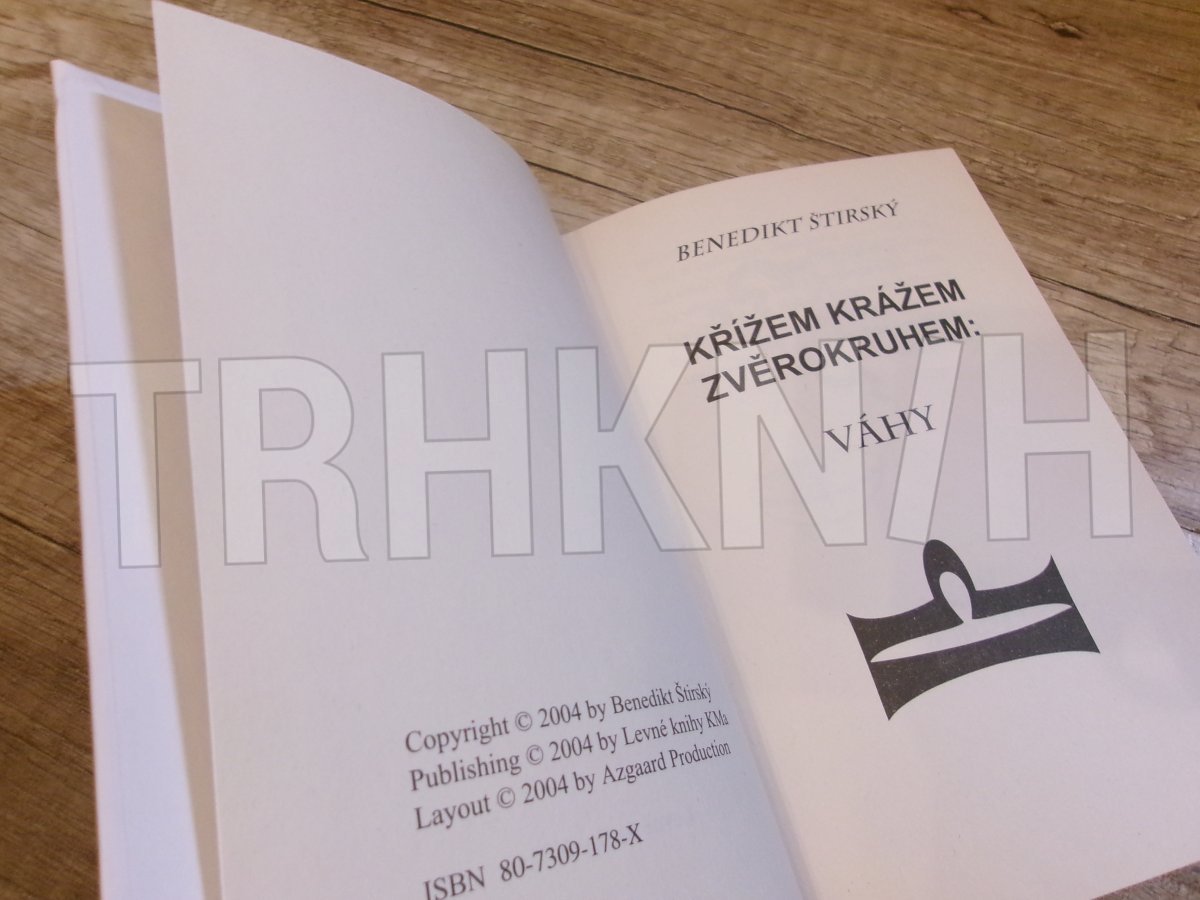 Copyright © 2004 by Benedikt Štirský
Publishing © 2004 by Levné knihy KMa
Layout © 2004 by Azgaard Production
ISBN 80-7309-178-X
BENEDIKT ŠTIRSKÝ
KŘÍŽEM KRÁŽEM
ZVĚROKRUHEM:
VÁHY
TRHKNIH